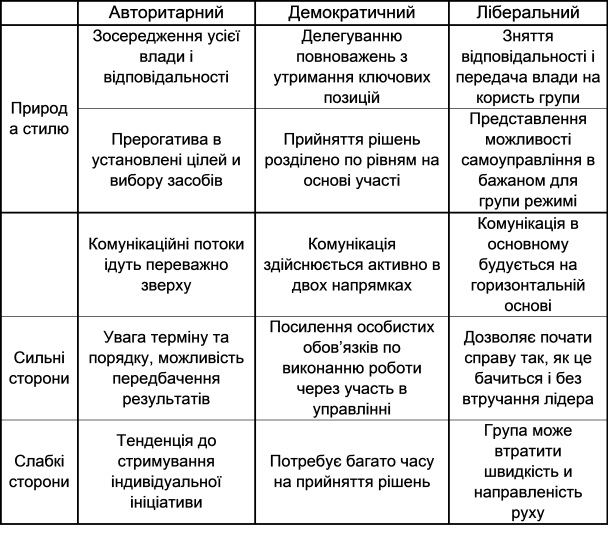 Авторитарний
Демократичний
Ліберальний
Природ
а стилю
Зосередження усієї
влади і
відповідальності
Делегуванню
повноважень з
утримання ключових
позицій
Зняття
відповідальності і
передача влади на
користь групи
Прерогатива в
установлені цілей и
вибору засобів
Прийняття рішень
розділено по рівням на
основі участі
Представлення
можливості
самоуправління в
бажаном для
групи режимі
Комунікаційні потоки
ідуть переважно
зверху
Комунікація
здійснюється активно в
двох напрямках
Комунікація в
основному
будується на
горизонтальній
основі
Сильні
сторони
Увага терміну та
порядку, можливість
передбачення
результатів
Посилення особистих
обов’язків по
виконанню роботи
через участь в
управлінні
Дозволяє почати
справу так, як це
бачиться і без
втручання лідера
Слабкі
сторони
Тенденція до
стримування
індивідуальної
ініціативи
Потребує багато часу
на прийняття рішень
Група може
втратити
швидкість и
направленість
руху